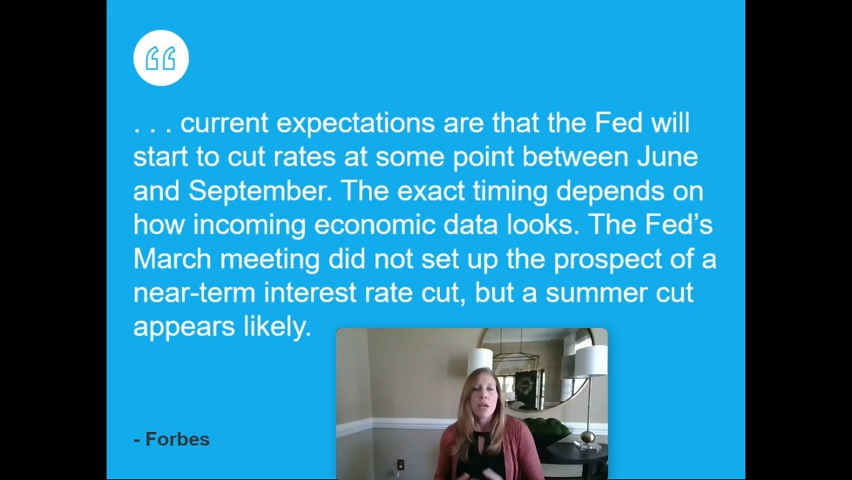 . . . current expectations are that the Fed will
start to cut rates at some point between June
and September. The exact timing depends on
how incoming economic data looks. The Fed’s
March meeting did not set up the prospect of a
near-term interest rate cut, but a summer cut
appears likely.
- Forbes